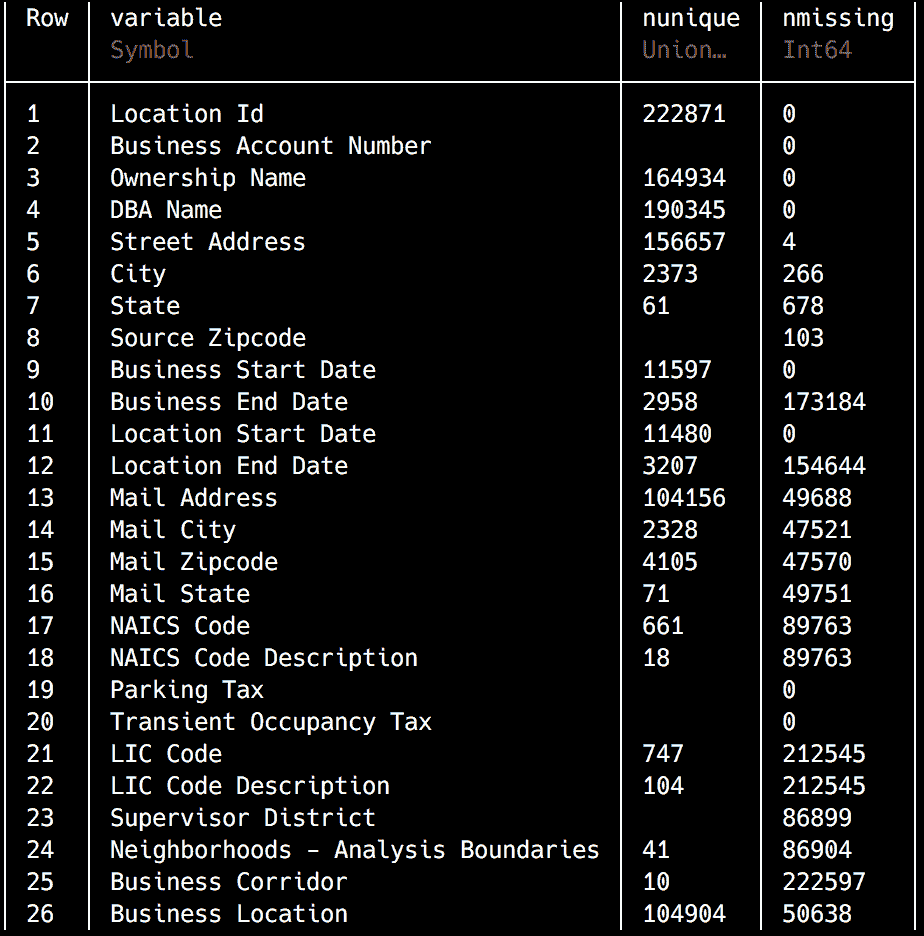 Row variable nunique nmissing
Symbol Union… Int64
1 Location Id 222871 0
2 Business Account Number 0
3 Ownership Name 164934 0
4 DBA Name 190345 0
5 Street Address 156657 4
6 City 2373 266
7 State 61 678
8 Source Zipcode 103
9 Business Start Date 11597 0
10 Business End Date 2958 173184
11 Location Start Date 11480 0
12 Location End Date 3207 154644
13 Mail Address 104156 49688
14 Mail City 2328 47521
15 Mail Zipcode 4105 47570
16 Mail State 71 49751
17 NAICS Code 661 89763
18 NAICS Code Description 18 89763
19 Parking Tax 0
20 Transient Occupancy Tax 0
21 LIC Code 747 212545
22 LIC Code Description 104 212545
23 Supervisor District 86899
24 Neighborhoods - Analysis Boundaries 41 86904
25 Business Corridor 10 222597
26 Business Location 104904 50638